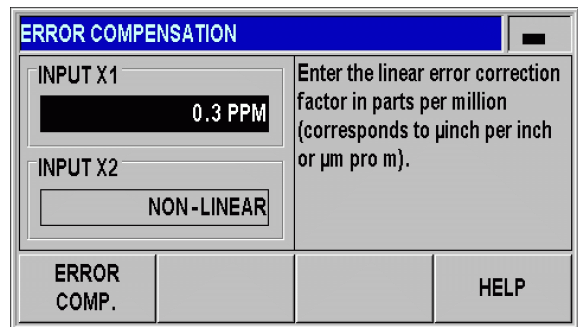 ERROR COMPENSATION
INPUT X1
0.3 PPM
INPUT X2
NON-LINEAR
Enter the linear error correction
factor in parts per million
(corresponds to µinch per inch
or µm pro m).
ERROR
COMP.
HELP